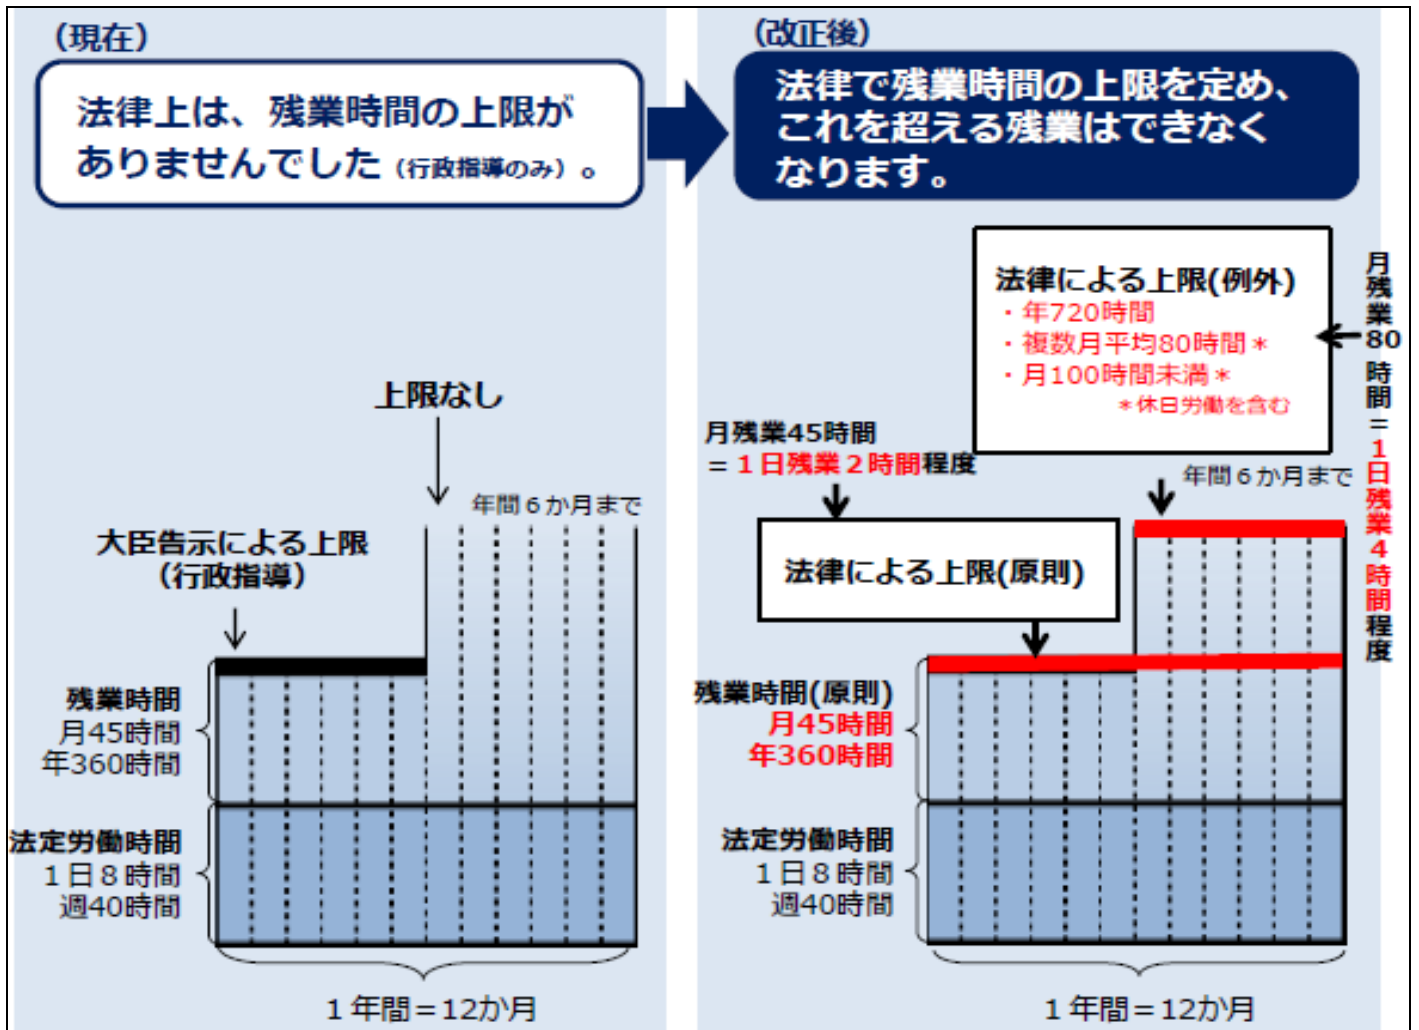 （現在）
法律上は、残業時間の上限が
ありませんでした（行政指導のみ）。
上限なし
年間６か月まで
大臣告示による上限
（行政指導）
残業時間
月45時間
年360時間
法定労働時間
１日８時間
週40時間
１年間＝12か月
（改正後）
法律で残業時間の上限を定め、
これを超える残業はできなく
なります。
法律による上限(例外)
・年720時間
・複数月平均80時間＊
・月100時間未満＊
＊休日労働を含む
月残業80時間＝１日残業４時間程度
月残業45時間
＝１日残業２時間程度
年間６か月まで
法律による上限(原則)
残業時間(原則)
月45時間
年360時間
法定労働時間
１日８時間
週40時間
１年間＝12か月